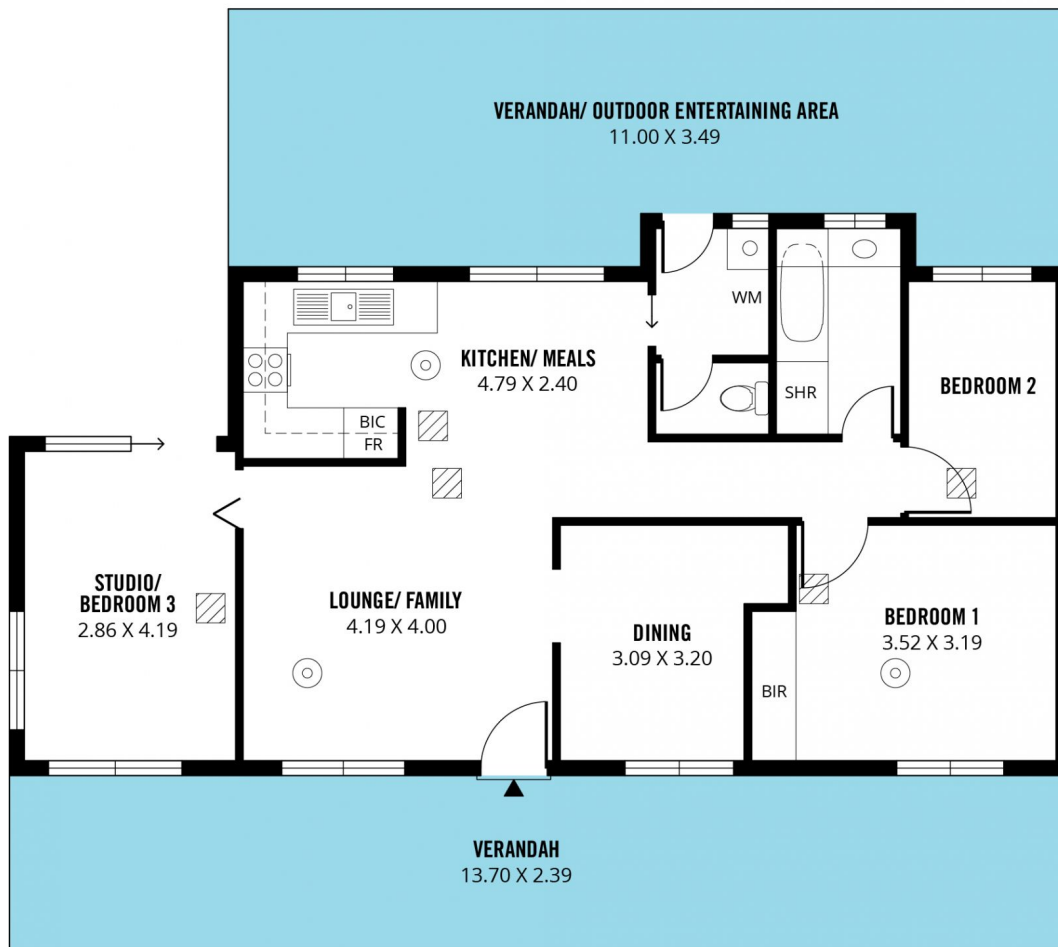 VERANDAH/ OUTDOOR ENTERTAINING AREA
11.00 X 3.49
WM
KITCHEN/ MEALS
4.79 X 2.40
SHR
BEDROOM 2
BIC
FR
STUDIO/
BEDROOM 3
2.86 X 4.19
LOUNGE/ FAMILY
4.19 X 4.00
DINING
3.09 X 3.20
BEDROOM 1
3.52 X 3.19
BIR
VERANDAH
13.70 X 2.39